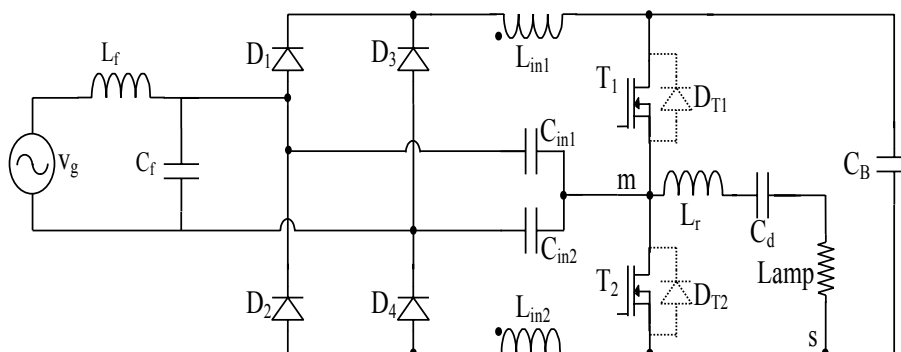 L_f
D_1
D_3
L_in1
T_1
D_T1
v_g
C_f
C_in1
m
C_B
C_in2
L_r
C_d
Lamp
D_2
D_4
L_in2
T_2
D_T2
s